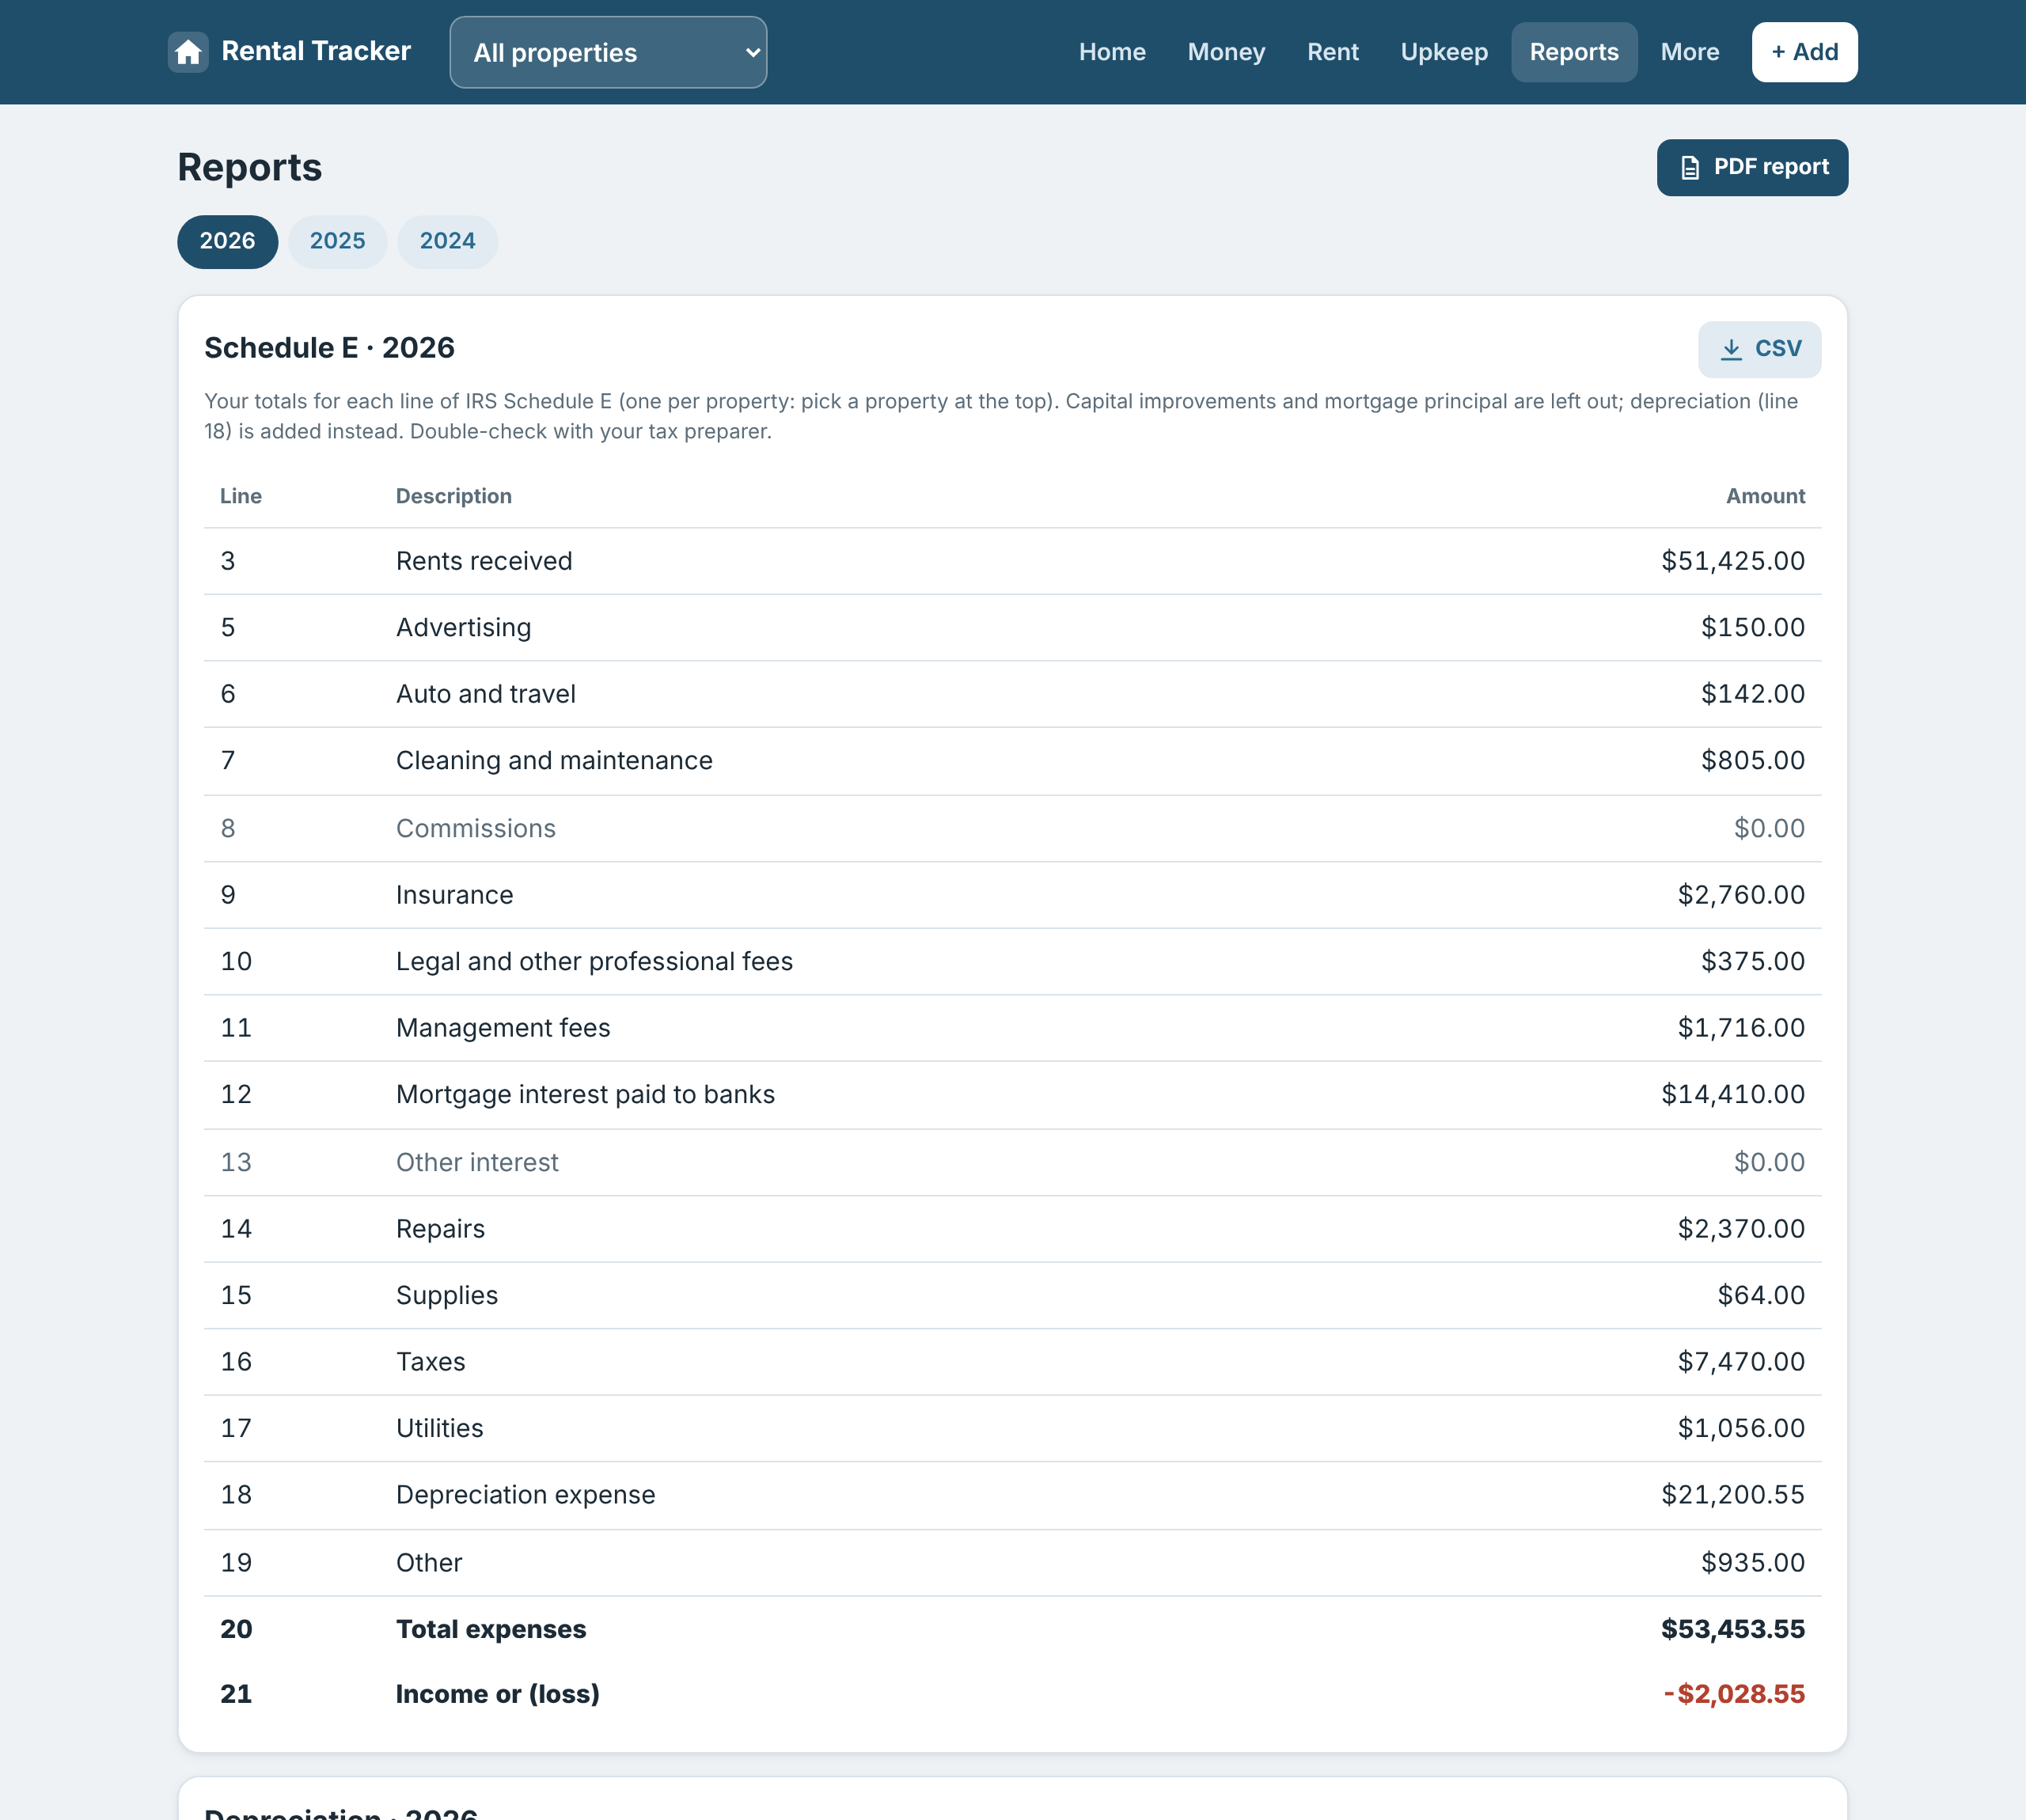 Rental Tracker All properties Home Money Rent Upkeep Reports More + Add
Reports PDF report
2026 2025 2024
Schedule E · 2026 CSV
Your totals for each line of IRS Schedule E (one per property: pick a property at the top). Capital improvements and mortgage principal are left out; depreciation (line
18) is added instead. Double-check with your tax preparer.
Line Description Amount
3 Rents received $51,425.00
5 Advertising $150.00
6 Auto and travel $142.00
7 Cleaning and maintenance $805.00
8 Commissions $0.00
9 Insurance $2,760.00
10 Legal and other professional fees $375.00
11 Management fees $1,716.00
12 Mortgage interest paid to banks $14,410.00
13 Other interest $0.00
14 Repairs $2,370.00
15 Supplies $64.00
16 Taxes $7,470.00
17 Utilities $1,056.00
18 Depreciation expense $21,200.55
19 Other $935.00
20 Total expenses $53,453.55
21 Income or (loss) -$2,028.55
Depreciation · 2026